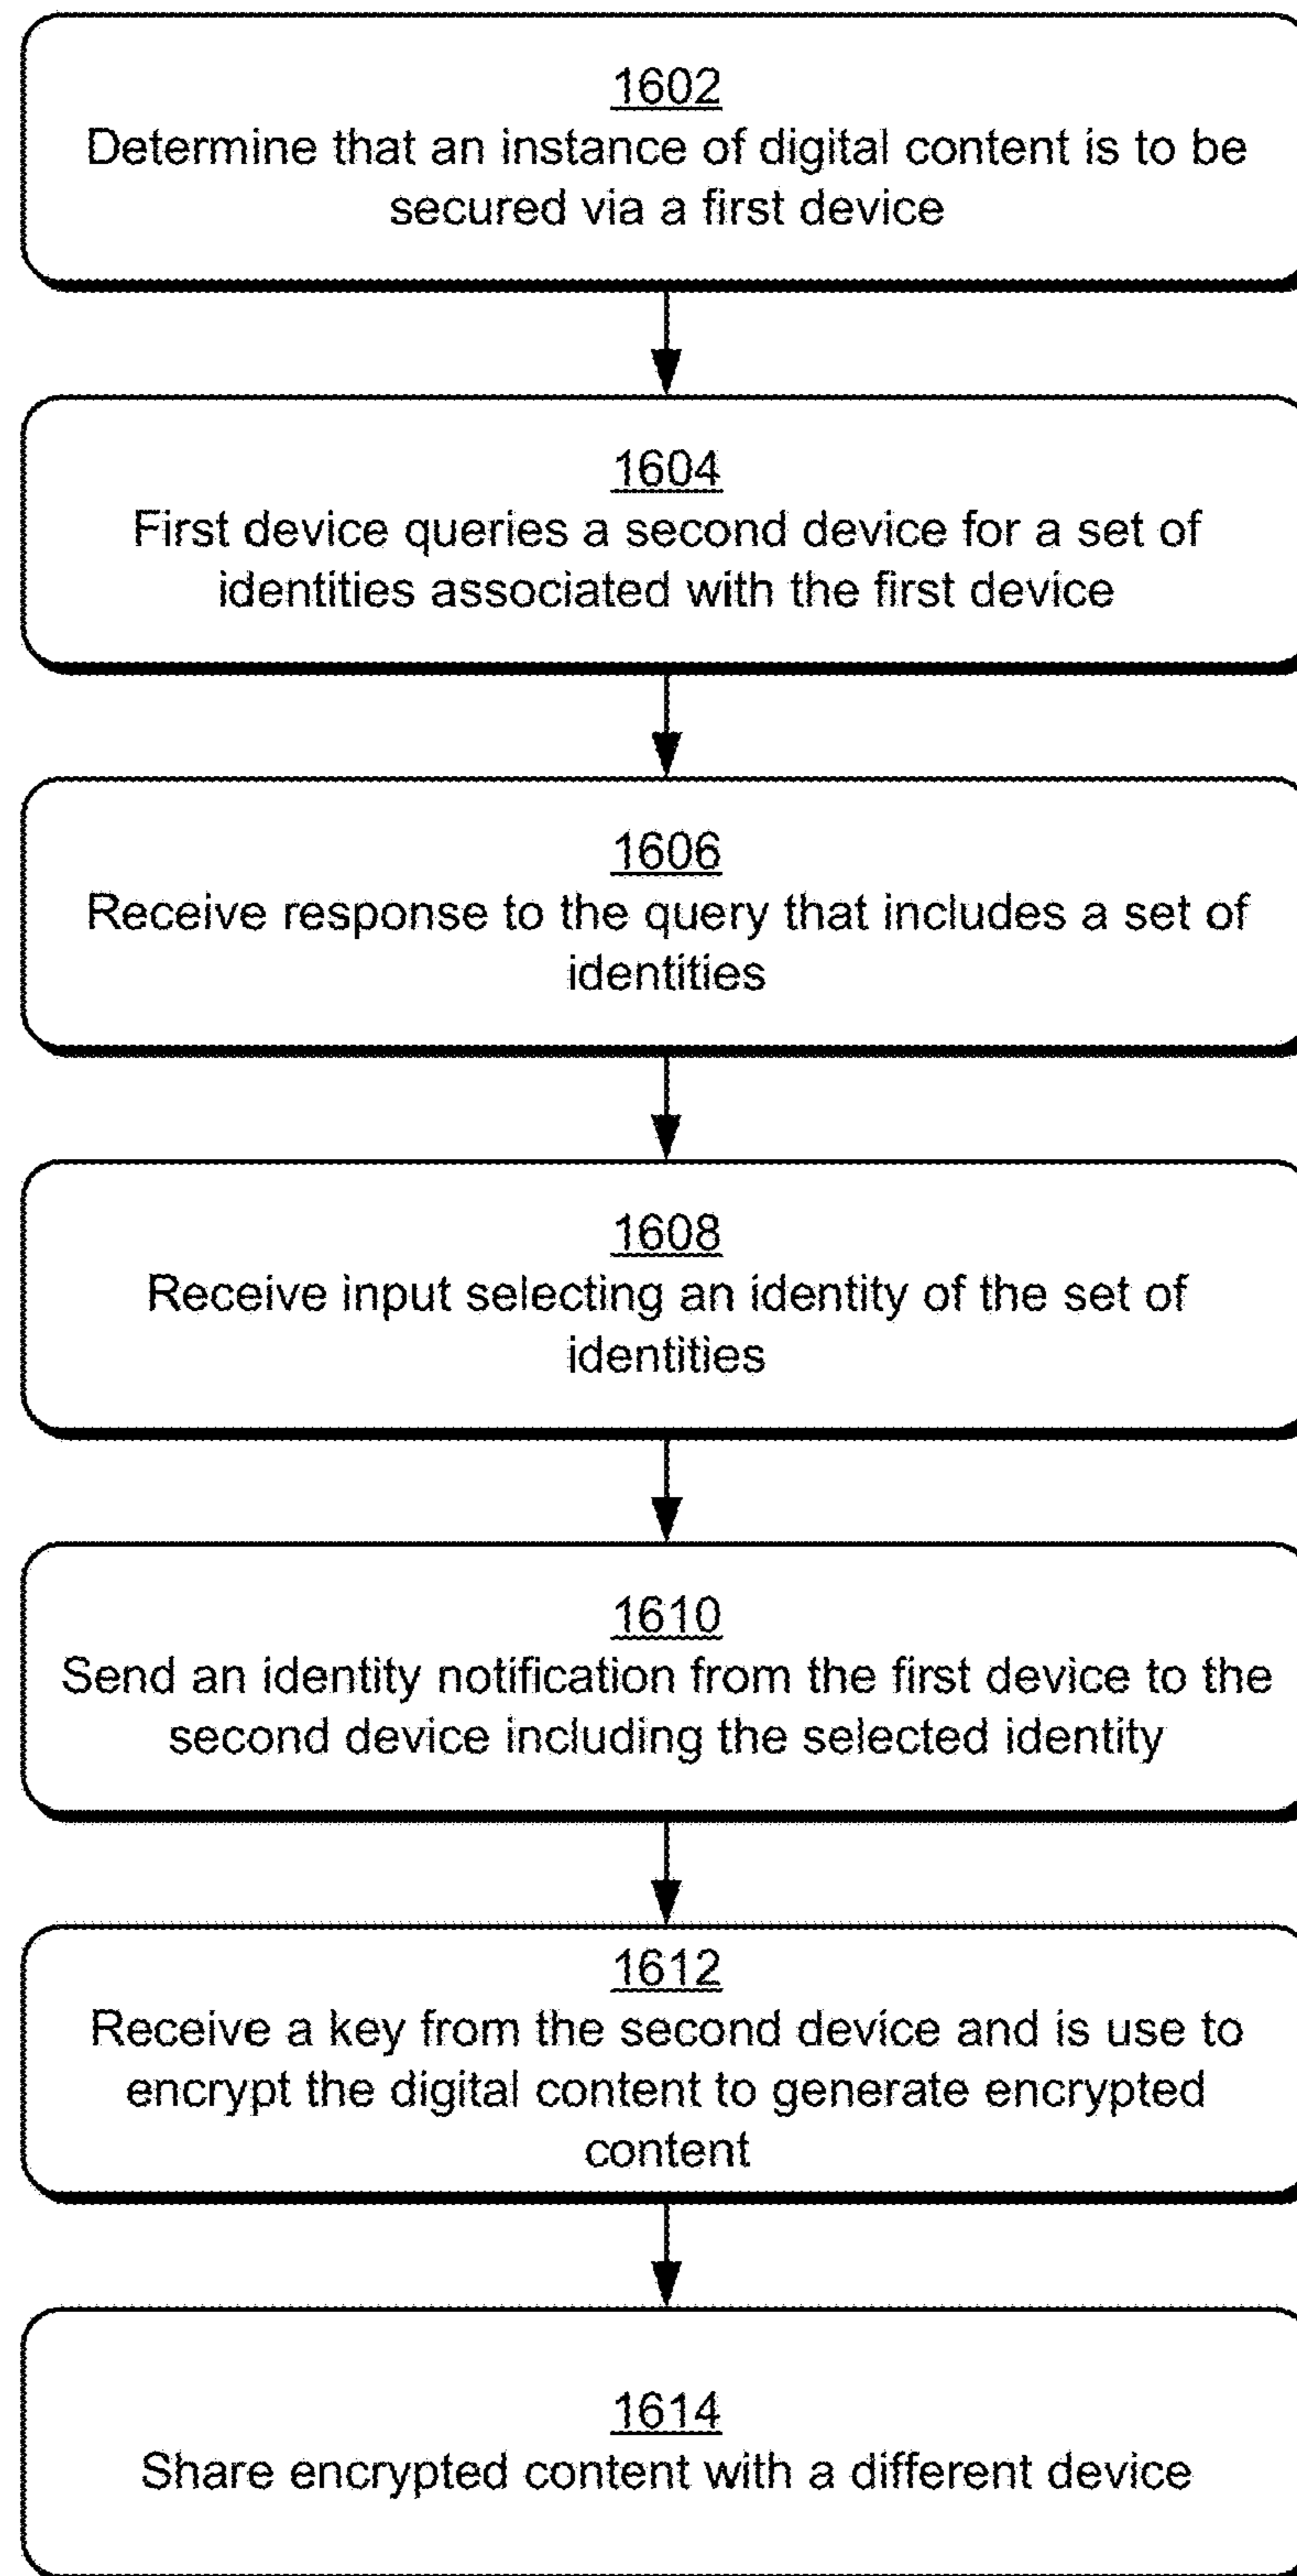 1602
Determine that an instance of digital content is to be
secured via a first device
1604
First device queries a second device for a set of
identities associated with the first device
1606
Receive response to the query that includes a set of
identities
1608
Receive input selecting an identity of the set of
identities
1610
Send an identity notification from the first device to the
second device including the selected identity
1612
Receive a key from the second device and is use to
encrypt the digital content to generate encrypted
content
1614
Share encrypted content with a different device